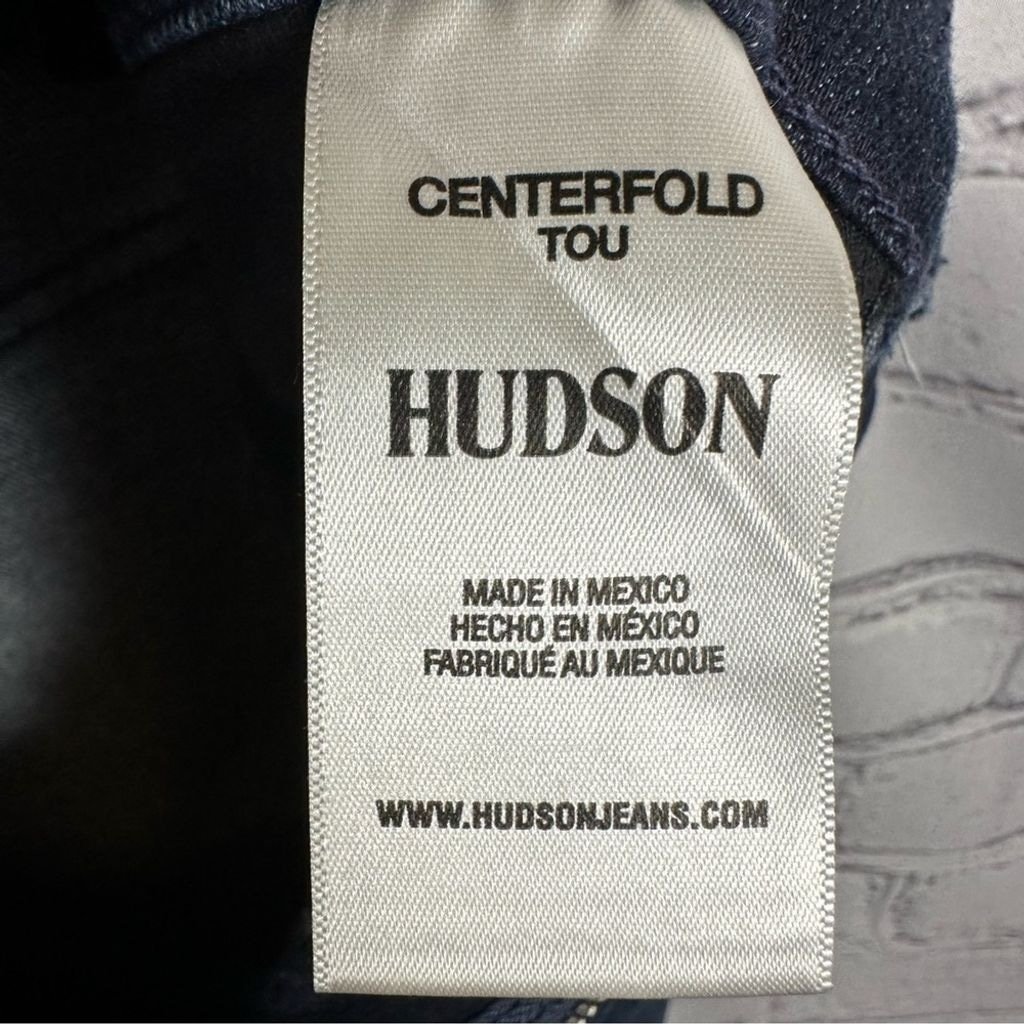 CENTERFOLD
TOU
HUDSON
MADE IN MEXICO
HECHO EN MÉXICO
FABRIQUÉ AU MEXIQUE
WWW.HUDSONJEANS.COM